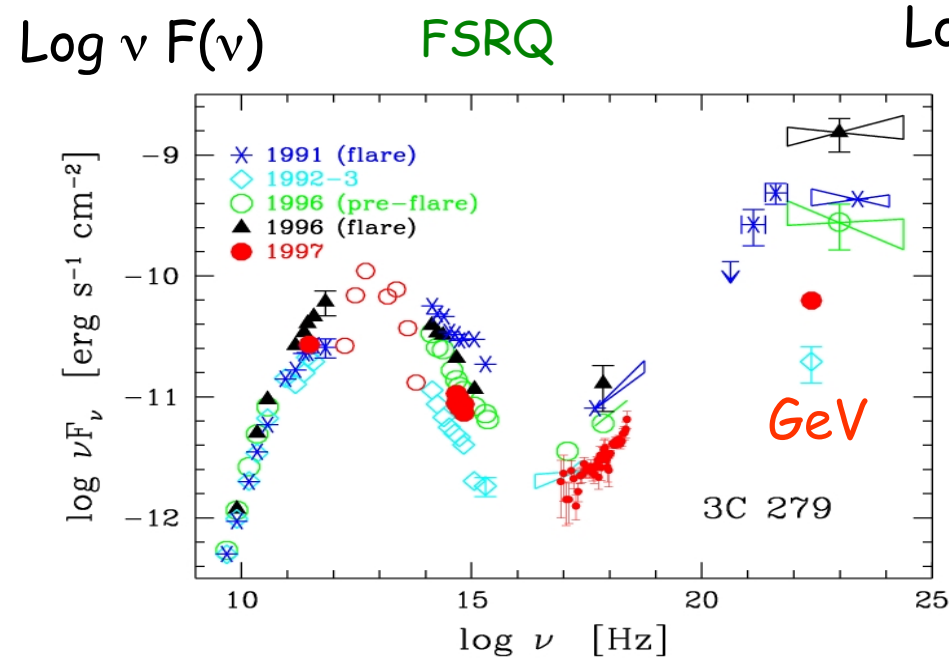 Log ν F(ν) FSRQ Lo
1991 (flare)
1992-3
1996 (pre-flare)
1996 (flare)
1997
log νFν [erg s⁻¹ cm⁻²]
-9
-10
-11
-12
GeV
3C 279
10 15 20 25
log ν [Hz]